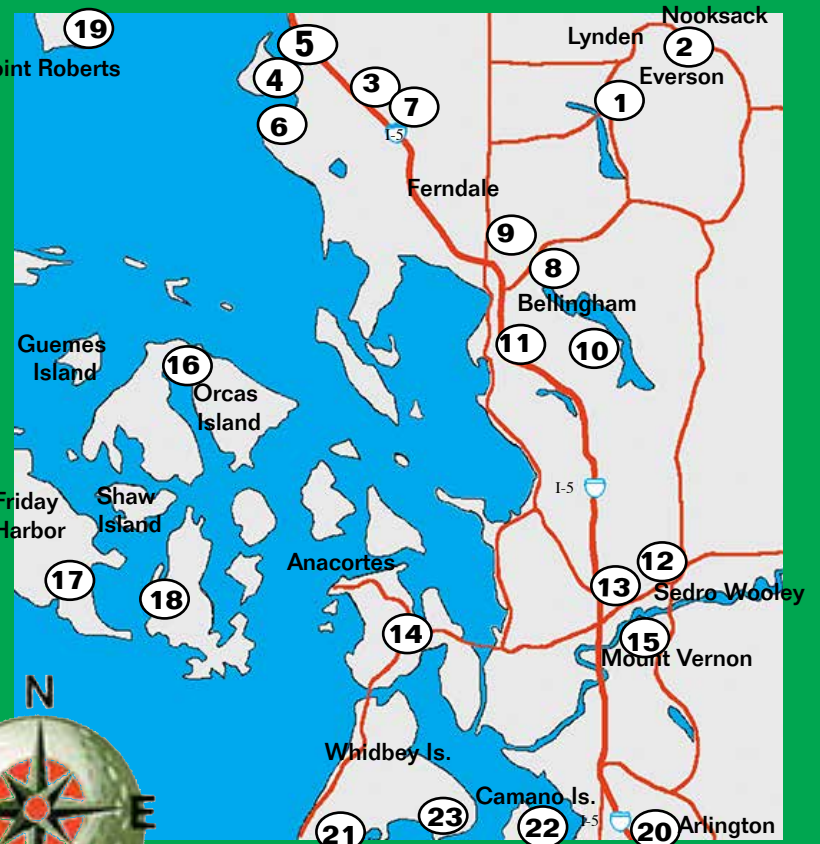 Nooksack
19
5
Lynden
2
oint Roberts
4
3
Everson
7
1
6
I-5
Ferndale
9
8
Bellingham
Guemes
Island
11
10
16
Orcas
Island
I-5
Friday
Harbor
Shaw
Island
Anacortes
12
17
18
13
Sedro Wooley
14
15
Mount Vernon
N
Whidbey Is.
E
Camano Is.
23
21
22
I-5
20
Arlington